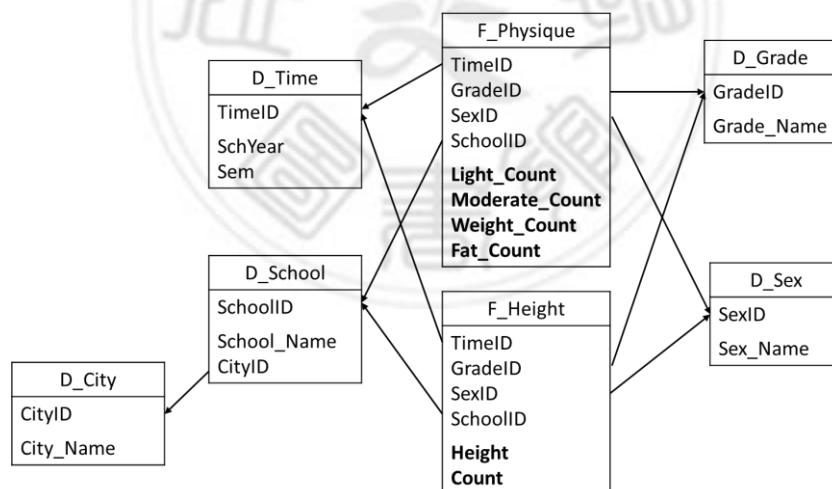 F_Physique
TimeID
GradeID
SexID
SchoolID
Light_Count
Moderate_Count
Weight_Count
Fat_Count
D_Time
TimeID
SchYear
Sem
D_Grade
GradeID
Grade_Name
D_School
SchoolID
School_Name
CityID
F_Height
TimeID
GradeID
SexID
SchoolID
Height
Count
D_Sex
SexID
Sex_Name
D_City
CityID
City_Name